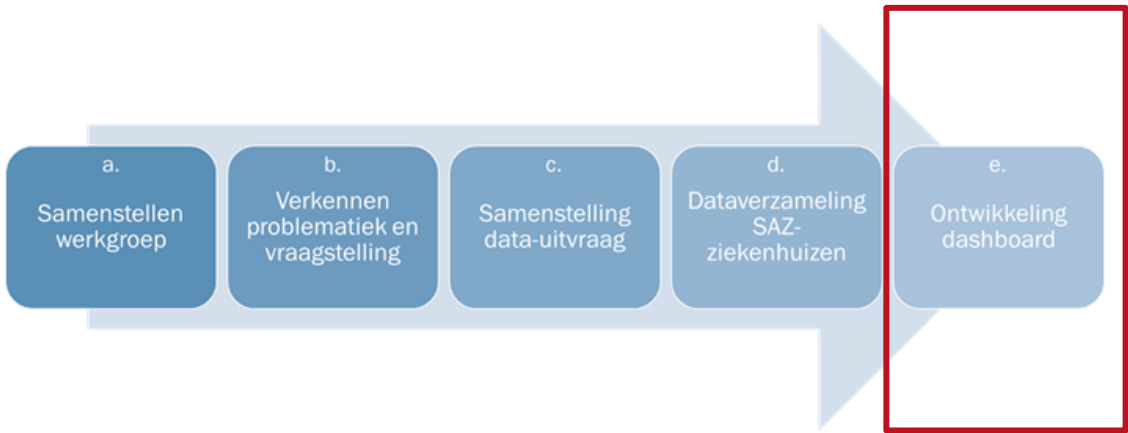 a.
Samenstellen
werkgroep
b.
Verkennen
problematiek en
vraagstelling
c.
Samenstelling
data-uitvraag
d.
Dataverzameling
SAZ-
ziekenhuizen
e.
Ontwikkeling
dashboard